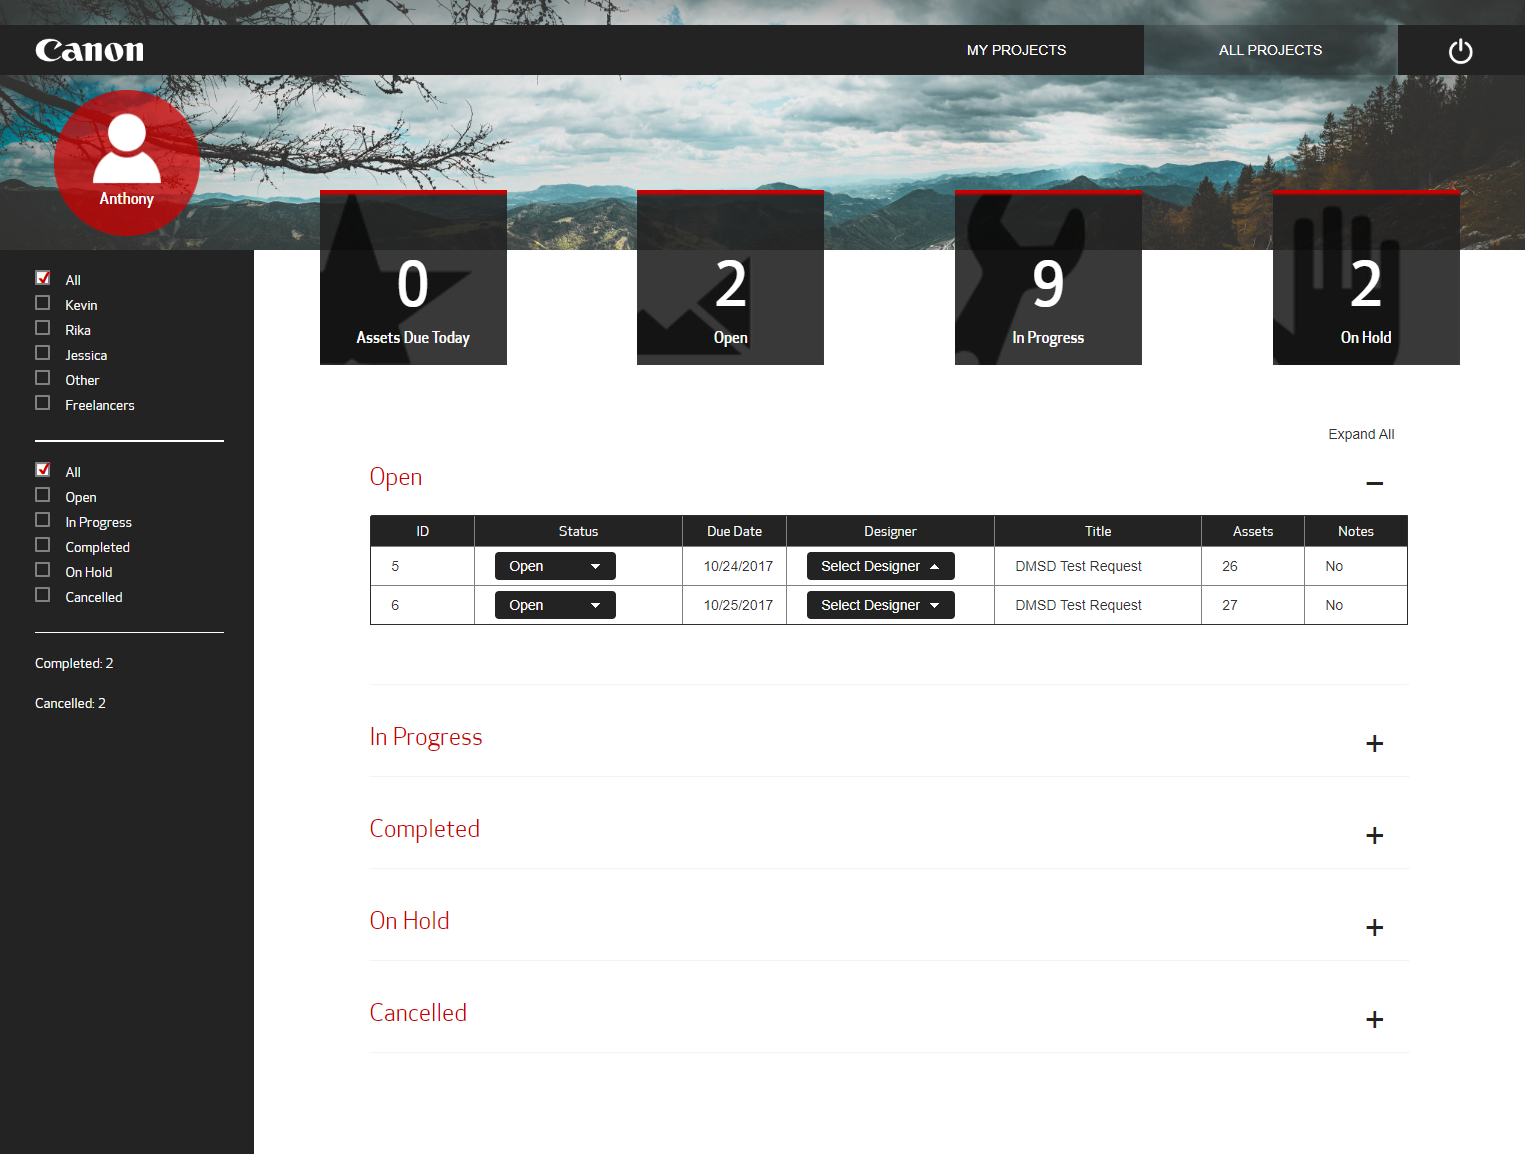 Canon
MY PROJECTS
ALL PROJECTS
Anthony
0
Assets Due Today
2
Open
9
In Progress
2
On Hold
All
Kevin
Rika
Jessica
Other
Freelancers
All
Open
In Progress
Completed
On Hold
Cancelled
Completed: 2
Cancelled: 2
Expand All
Open
ID Status Due Date Designer Title Assets Notes
5 Open 10/24/2017 Select Designer DMSD Test Request 26 No
6 Open 10/25/2017 Select Designer DMSD Test Request 27 No
In Progress
Completed
On Hold
Cancelled